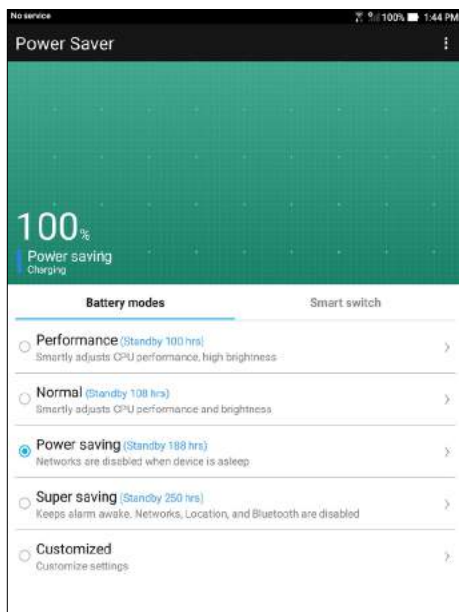 No service 100% 1:44 PM
Power Saver
100%
Power saving
Charging
Battery modes Smart switch
Performance (Standby 100 hrs)
Smartly adjusts CPU performance, high brightness
Normal (Standby 108 hrs)
Smartly adjusts CPU performance and brightness
Power saving (Standby 188 hrs)
Networks are disabled when device is asleep
Super saving (Standby 250 hrs)
Keeps alarm awake. Networks, Location, and Bluetooth are disabled
Customized
Customize settings